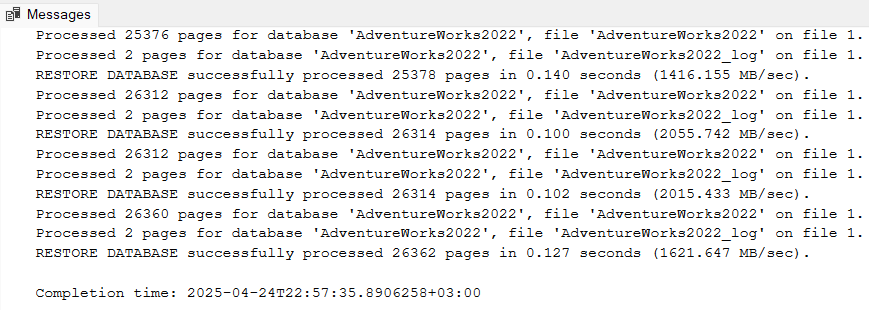 Messages
Processed 25376 pages for database 'AdventureWorks2022', file 'AdventureWorks2022' on file 1.
Processed 2 pages for database 'AdventureWorks2022', file 'AdventureWorks2022_log' on file 1.
RESTORE DATABASE successfully processed 25378 pages in 0.140 seconds (1416.155 MB/sec).
Processed 26312 pages for database 'AdventureWorks2022', file 'AdventureWorks2022' on file 1.
Processed 2 pages for database 'AdventureWorks2022', file 'AdventureWorks2022_log' on file 1.
RESTORE DATABASE successfully processed 26314 pages in 0.100 seconds (2055.742 MB/sec).
Processed 26312 pages for database 'AdventureWorks2022', file 'AdventureWorks2022' on file 1.
Processed 2 pages for database 'AdventureWorks2022', file 'AdventureWorks2022_log' on file 1.
RESTORE DATABASE successfully processed 26314 pages in 0.102 seconds (2015.433 MB/sec).
Processed 26360 pages for database 'AdventureWorks2022', file 'AdventureWorks2022' on file 1.
Processed 2 pages for database 'AdventureWorks2022', file 'AdventureWorks2022_log' on file 1.
RESTORE DATABASE successfully processed 26362 pages in 0.127 seconds (1621.647 MB/sec).
Completion time: 2025-04-24T22:57:35.8906258+03:00